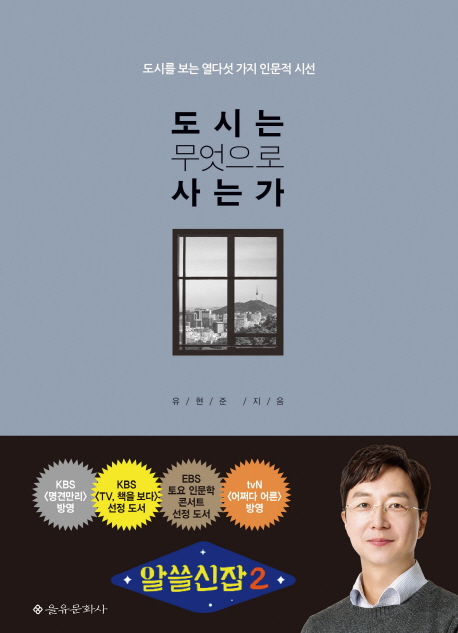 도시를 보는 열다섯 가지 인문적 시선
도시는
무엇으로
사는가
유/현/준 /지/음
KBS
〈명견만리〉
방영
KBS
〈TV, 책을 보다〉
선정 도서
EBS
토요 인문학
콘서트
선정 도서
tvN
〈어쩌다 어른〉
방영
알쓸신잡2
을유문화사